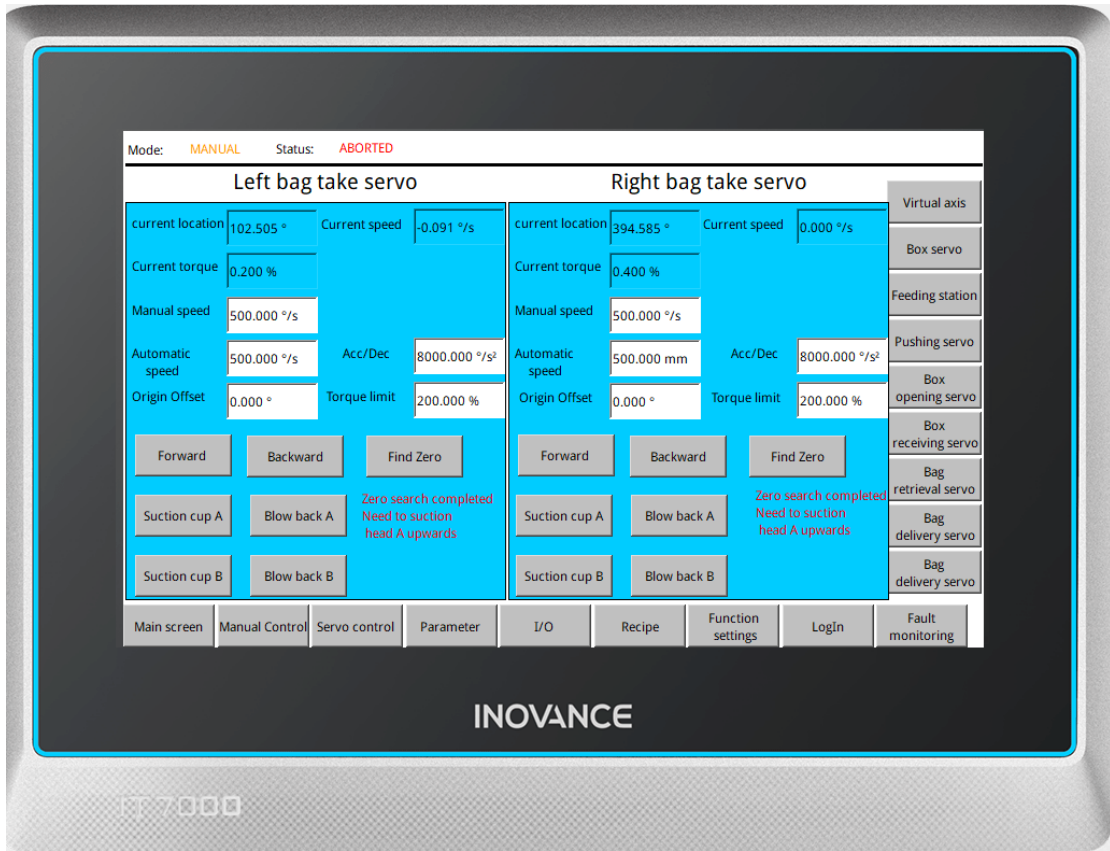 Mode: MANUAL Status: ABORTED
Left bag take servo
current location 102.505 ° Current speed -0.091 °/s
Current torque 0.200 %
Manual speed 500.000 °/s
Automatic
speed
500.000 °/s Acc/Dec 8000.000 °/s²
Origin Offset 0.000 ° Torque limit 200.000 %
Forward Backward Find Zero
Suction cup A Blow back A
Zero search completed
Need to suction
head A upwards
Suction cup B Blow back B
Right bag take servo
current location 394.585 ° Current speed 0.000 °/s
Current torque 0.400 %
Manual speed 500.000 °/s
Automatic
speed
500.000 mm Acc/Dec 8000.000 °/s²
Origin Offset 0.000 ° Torque limit 200.000 %
Forward Backward Find Zero
Suction cup A Blow back A
Zero search completed
Need to suction
head A upwards
Suction cup B Blow back B
Virtual axis
Box servo
Feeding station
Pushing servo
Box
opening servo
Box
receiving servo
Bag
retrieval servo
Bag
delivery servo
Bag
delivery servo
Main screen Manual Control Servo control Parameter I/O Recipe
Function
settings
LogIn
Fault
monitoring
INOVANCE
IT7000